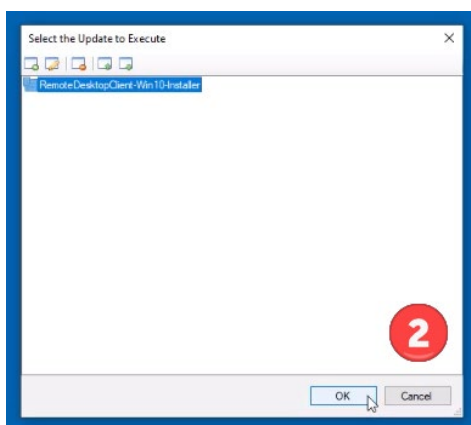 Select the Update to Execute
RemoteDesktopClient-Win10-Installer
2
OK
Cancel